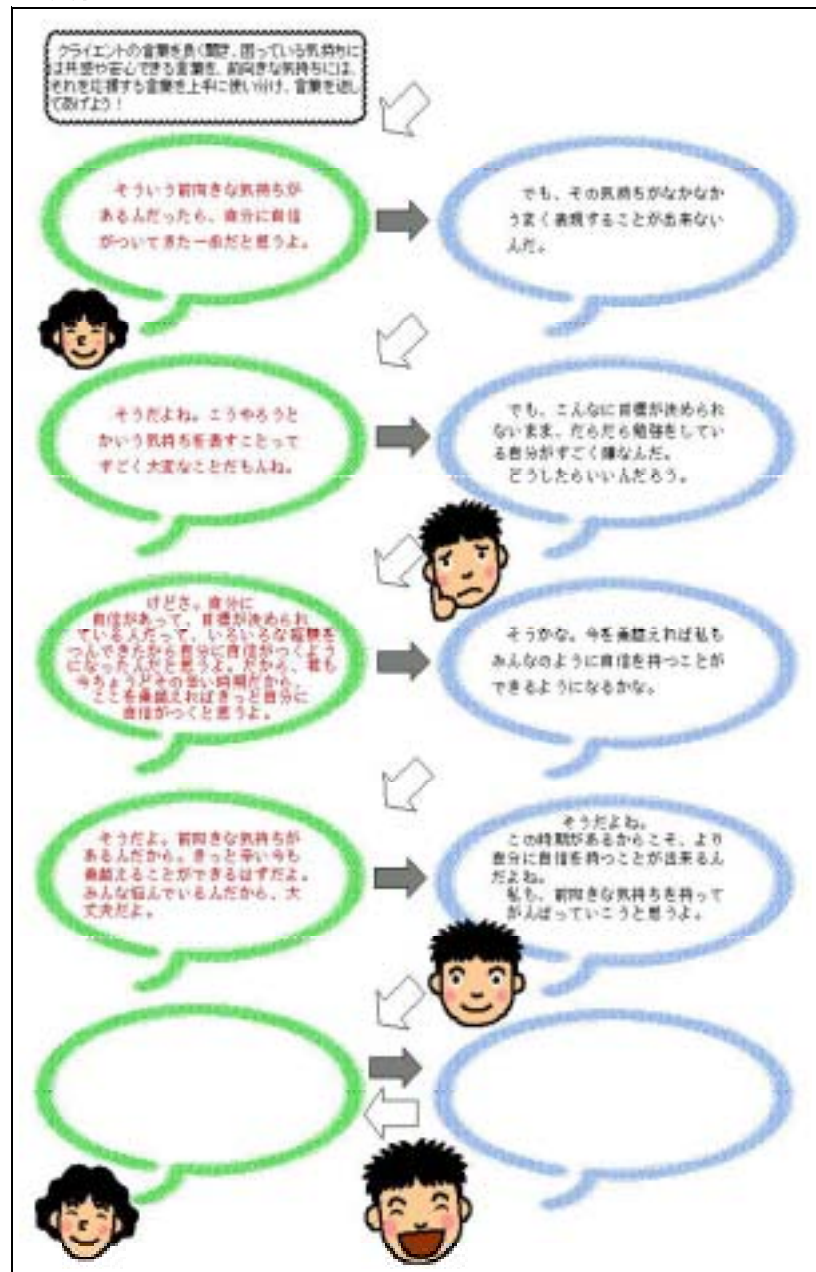 クライエントの言葉を良く聞き、困っている気持ちに
は共感や安心できる言葉を、前向きな気持ちには、
それを応援する言葉を上手に使い分け、言葉を返し
てあげよう！
そういう前向きな気持ちが
あるんだったら、自分に自信
がついてきた一歩だと思うよ。
でも、その気持ちがなかなか
うまく表現することが出来ない
んだ。
そうだよね。こうやろうと
かいう気持ちを表すことって
すごく大変なことだもんね。
でも、こんなに目標が決められ
ないまま、だらだら勉強をしてい
る自分がすごく嫌なんだ。
どうしたらいいんだろう。
けどさ。自分に
自信があって、目標が決められ
ている人だって、いろいろな経験を
つんできたから自分に自信がつくよう
になったんだと思うよ。だから、君も
今ちょうどその辛い時期だから、
ここを乗越えればきっと自分に
自信がつくと思うよ。
そうかな。今を乗越えれば私も
みんなのように自信を持つことが
できるようになるかな。
そうだよ。前向きな気持ちが
あるんだから、きっと辛い今も
乗越えることができるはずだよ。
みんな悩んでいるんだから、大
丈夫だよ。
そうだよね。
この時期があるからこそ、より
自分に自信を持つことが出来るん
だよね。
私も、前向きな気持ちを持って
がんばっていこうと思うよ。